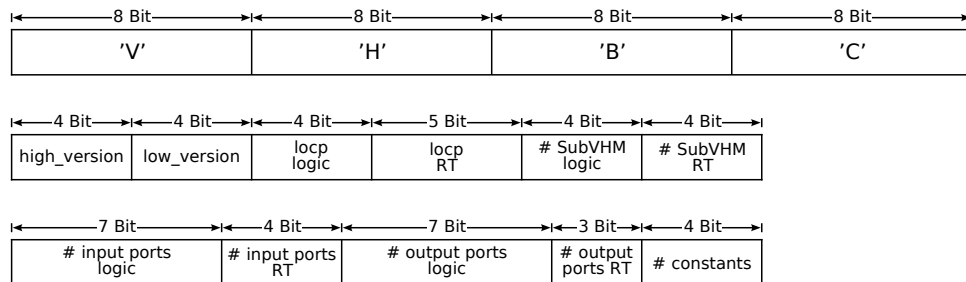 8 Bit 8 Bit 8 Bit 8 Bit
’V’ ’H’ ’B’ ’C’
4 Bit 4 Bit 4 Bit 5 Bit 4 Bit 4 Bit
high_version low_version locp logic locp RT # SubVHM logic # SubVHM RT
7 Bit 4 Bit 7 Bit 3 Bit 4 Bit
# input ports logic # input ports RT # output ports logic # output ports RT # constants